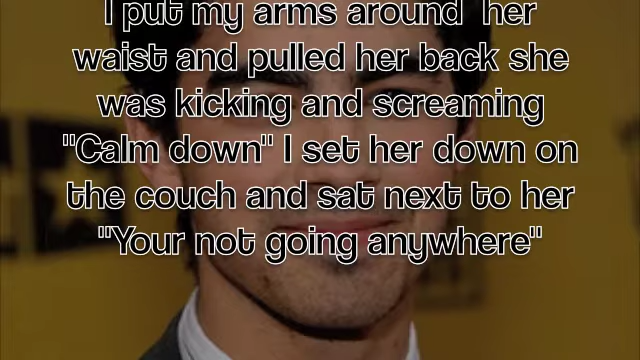 I put my arms around  her
waist and pulled her back she
was kicking and screaming
"Calm down" I set her down on
the couch and sat next to her
"Your not going anywhere"